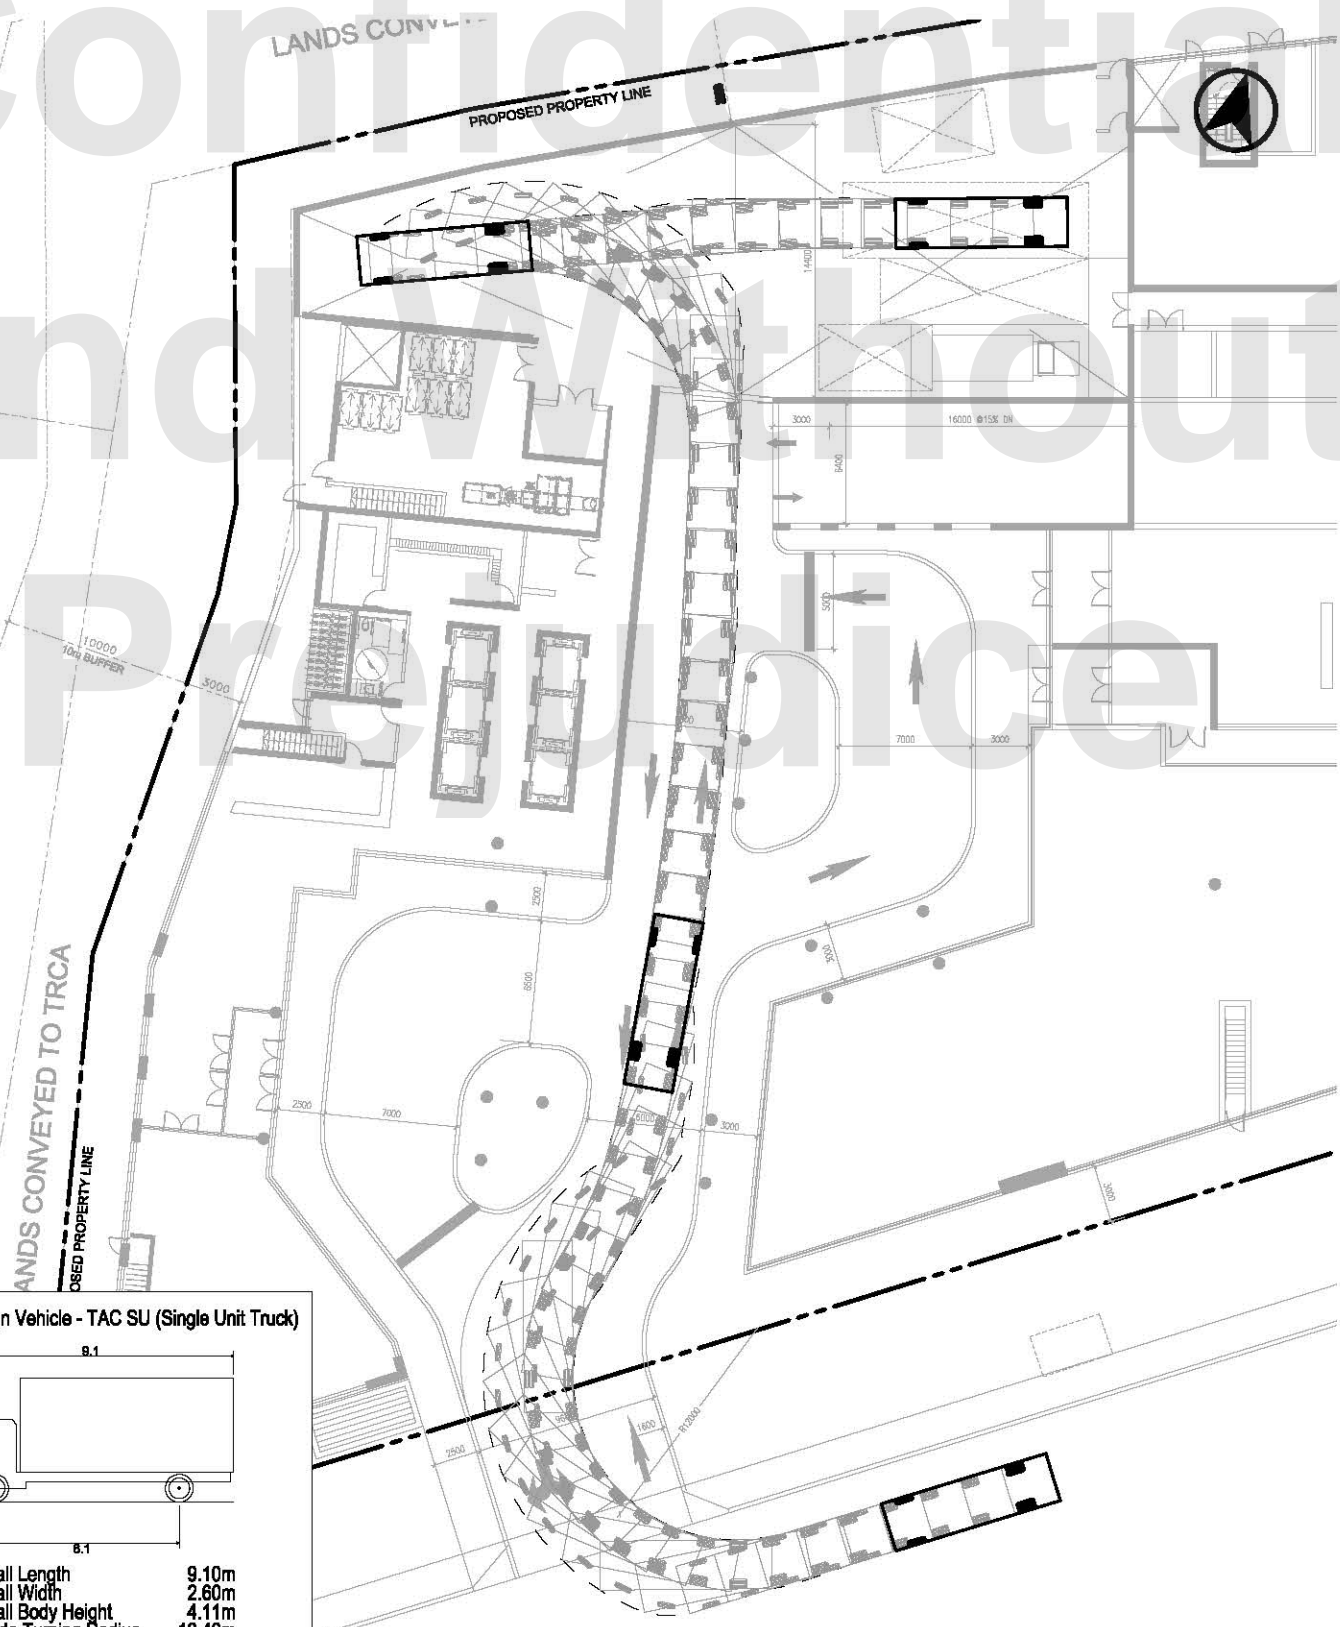 Confidential
LANDS CONVEY
PROPOSED PROPERTY LINE
and Without
14400
3000
16000 @15% DN
6400
Prejudice
5000
10000
10m BUFFER
3000
7000
3000
2500
6500
3000
2500
7000
6000
3000
3000
LANDS CONVEYED TO TRCA
OSED PROPERTY LINE
2500
1600
R12000
n Vehicle - TAC SU (Single Unit Truck)
9.1
6.1
all Length 9.10m
all Width 2.60m
all Body Height 4.11m